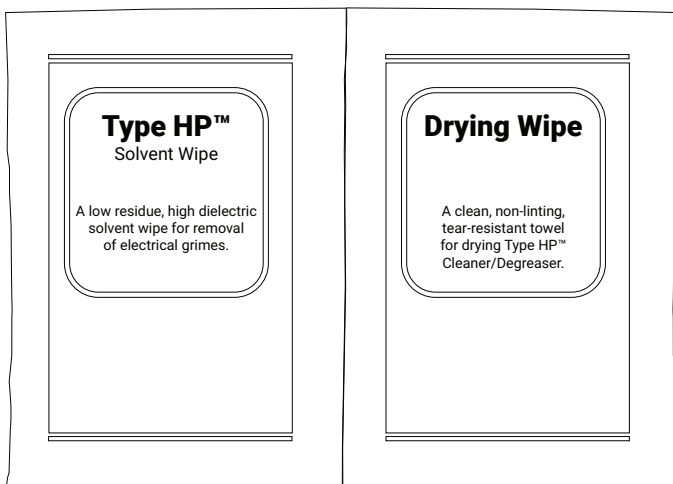 Type HP™
Solvent Wipe
A low residue, high dielectric
solvent wipe for removal
of electrical grimes.
Drying Wipe
A clean, non-linting,
tear-resistant towel
for drying Type HP™
Cleaner/Degreaser.